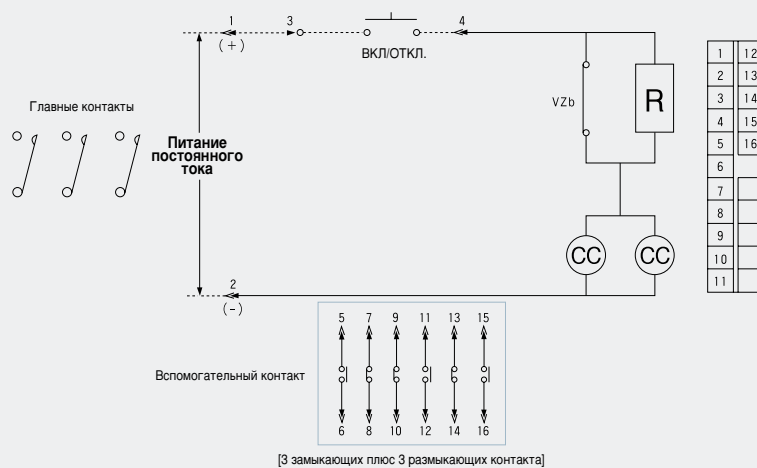 1 3 4
(+)
ВКЛ/ОТКЛ.
Главные контакты
Питание
постоянного
тока
VZb
R
CC CC
2
(-)
1 12
2 13
3 14
4 15
5 16
6
7
8
9
10
11
5 7 9 11 13 15
Вспомогательный контакт
6 8 10 12 14 16
[3 замыкающих плюс 3 размыкающих контакта]